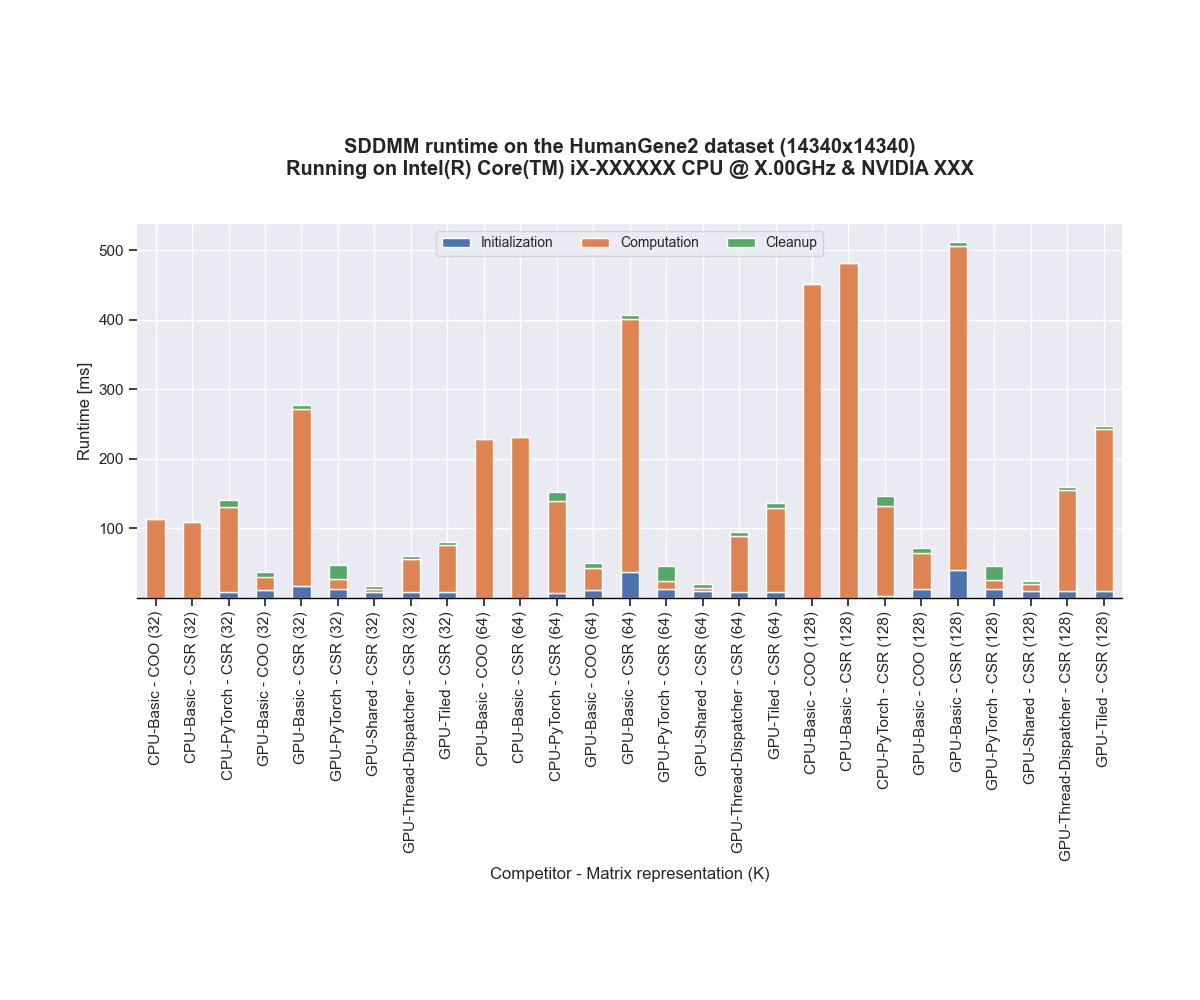 SDDMM runtime on the HumanGene2 dataset (14340x14340)
Running on Intel(R) Core(TM) iX-XXXXXX CPU @ X.00GHz & NVIDIA XXX
Initialization Computation Cleanup
500
400
300
200
100
Runtime [ms]
CPU-Basic - COO (32)
CPU-Basic - CSR (32)
CPU-PyTorch - CSR (32)
GPU-Basic - COO (32)
GPU-Basic - CSR (32)
GPU-PyTorch - CSR (32)
GPU-Shared - CSR (32)
GPU-Thread-Dispatcher - CSR (32)
GPU-Tiled - CSR (32)
CPU-Basic - COO (64)
CPU-Basic - CSR (64)
CPU-PyTorch - CSR (64)
GPU-Basic - COO (64)
GPU-Basic - CSR (64)
GPU-PyTorch - CSR (64)
GPU-Shared - CSR (64)
GPU-Thread-Dispatcher - CSR (64)
GPU-Tiled - CSR (64)
CPU-Basic - COO (128)
CPU-Basic - CSR (128)
CPU-PyTorch - CSR (128)
GPU-Basic - COO (128)
GPU-Basic - CSR (128)
GPU-PyTorch - CSR (128)
GPU-Shared - CSR (128)
GPU-Thread-Dispatcher - CSR (128)
GPU-Tiled - CSR (128)
Competitor - Matrix representation (K)